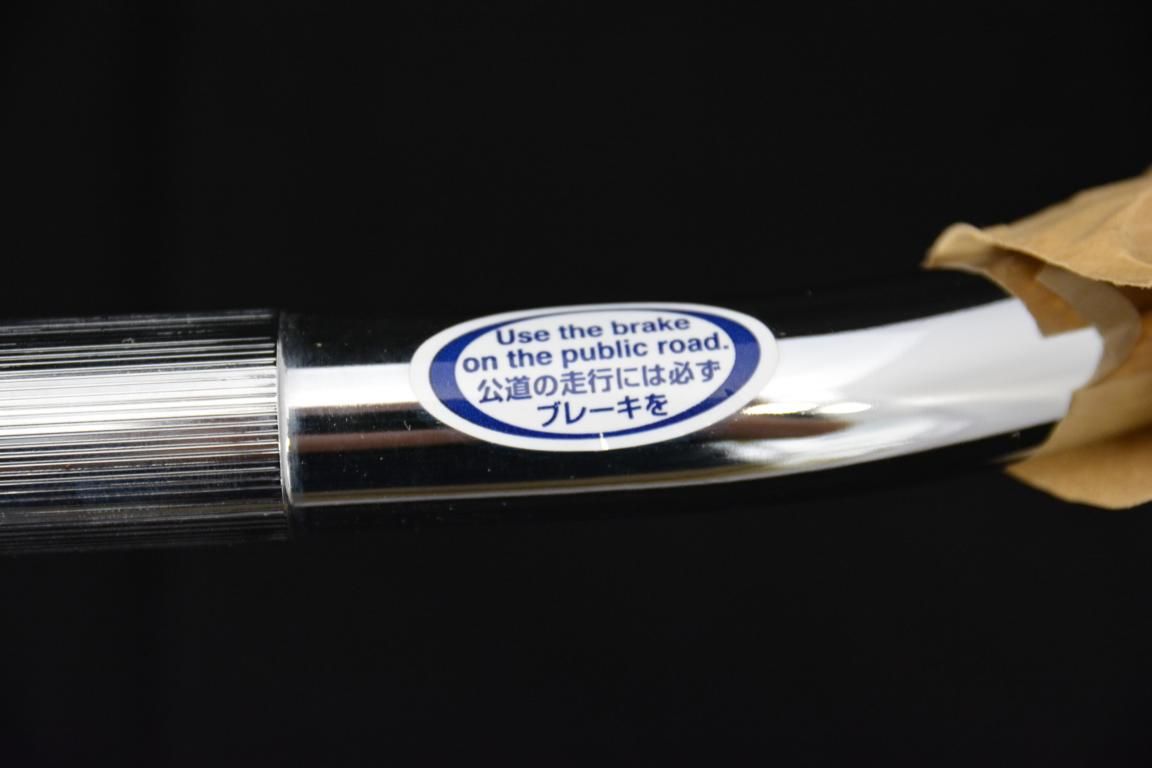 Use the brake
on the public road.
公道の走行には必ず
ブレーキを